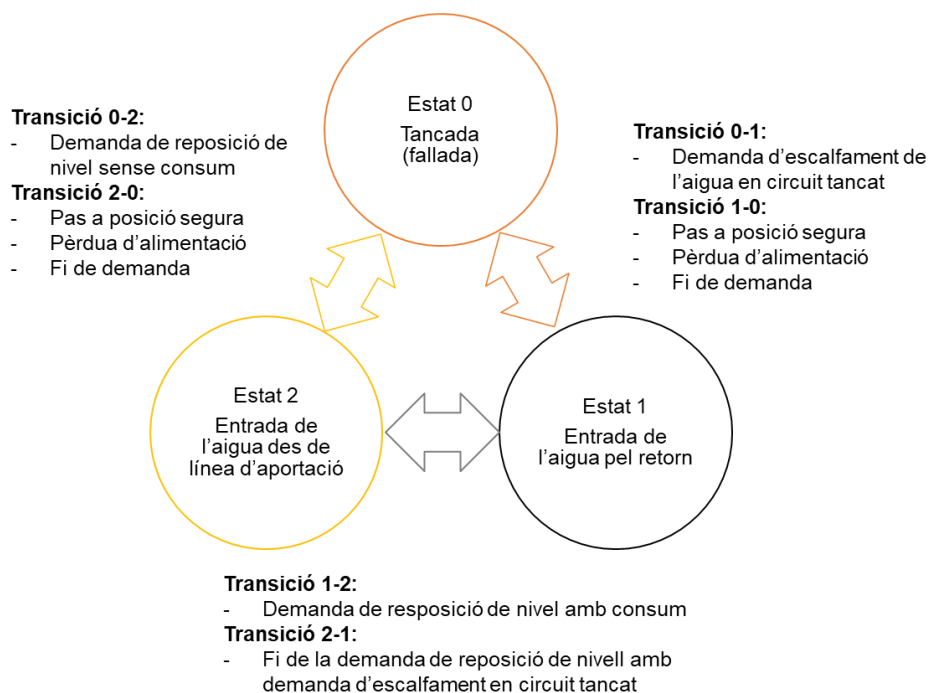 Estat 0
Tancada
(fallada)
Transició 0-2:
- Demanda de reposició de
nivel sense consum
Transició 2-0:
- Pas a posició segura
- Pèrdua d'alimentació
- Fi de demanda
Transició 0-1:
- Demanda d'escalfament de
l'aigua en circuit tancat
Transició 1-0:
- Pas a posició segura
- Pèrdua d'alimentació
- Fi de demanda
Estat 2
Entrada de
l'aigua des de
línea d'aportació
Estat 1
Entrada de
l'aigua pel retorn
Transició 1-2:
- Demanda de resposició de nivel amb consum
Transició 2-1:
- Fi de la demanda de reposició de nivell amb
demanda d'escalfament en circuit tancat